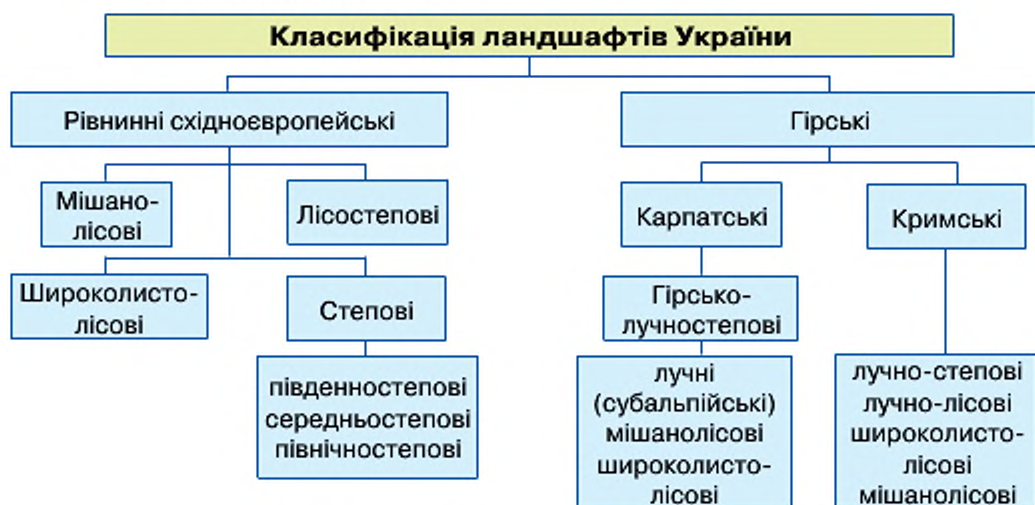 Класифікація ландшафтів України
Рівнинні східноєвропейські
Гірські
Мішано-
лісові
Лісостепові
Карпатські
Кримські
Широколисто-
лісові
Степові
Гірсько-
лучностепові
південностепові
середньостепові
північностепові
лучні
(субальпійські)
мішанолісові
широколисто-
лісові
лучно-степові
лучно-лісові
широколисто-
лісові
мішанолісові